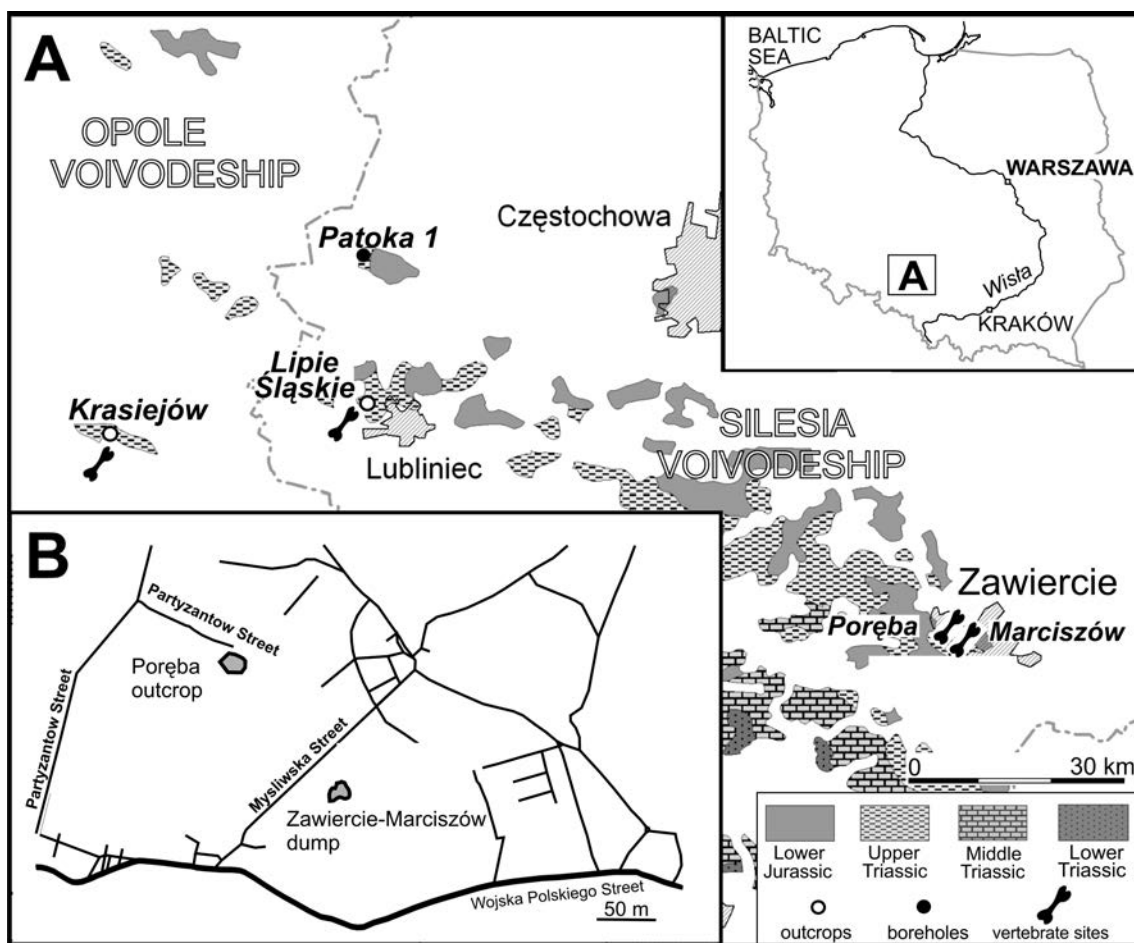 A
OPOLE
VOIVODESHIP
Patoka 1
Częstochowa
Lipie
Śląskie
Krasiejów
Lubliniec
SILESIA
VOIVODESHIP
Zawiercie
Poręba
Marciszów
0 30 km
BALTIC
SEA
WARSZAWA
A
Wisła
KRAKÓW
B
Partyzantow Street
Poręba
outcrop
Partyzantow Street
Mysliwska Street
Zawiercie-Marciszów
dump
Wojska Polskiego Street
50 m
Lower
Jurassic
Upper
Triassic
Middle
Triassic
Lower
Triassic
outcrops
boreholes
vertebrate sites